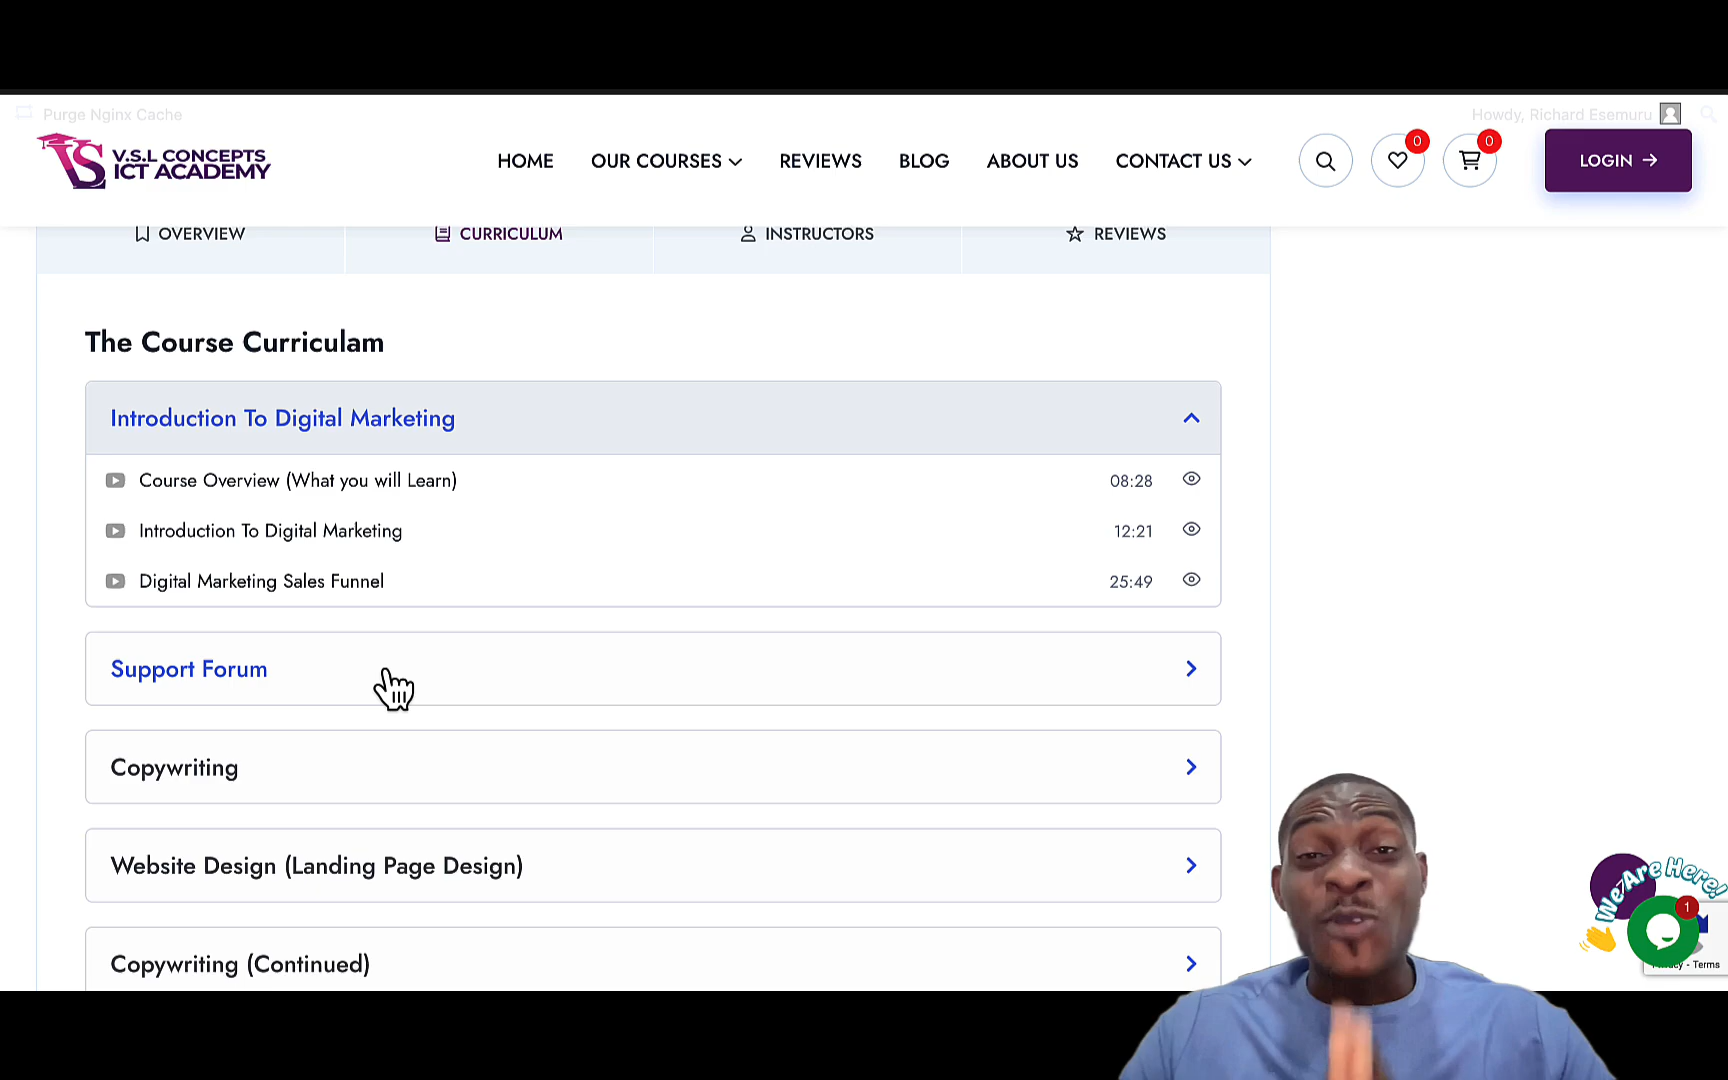 Purge Nginx Cache
Howdy, Richard Esemuru
V.S.L CONCEPTS
ICT ACADEMY
HOME
OUR COURSES
REVIEWS
BLOG
ABOUT US
CONTACT US
0
0
LOGIN
OVERVIEW
CURRICULUM
INSTRUCTORS
REVIEWS
The Course Curriculam
Introduction To Digital Marketing
Course Overview (What you will Learn)
08:28
Introduction To Digital Marketing
12:21
Digital Marketing Sales Funnel
25:49
Support Forum
Copywriting
Website Design (Landing Page Design)
Copywriting (Continued)
We Are Here!
1
- Terms